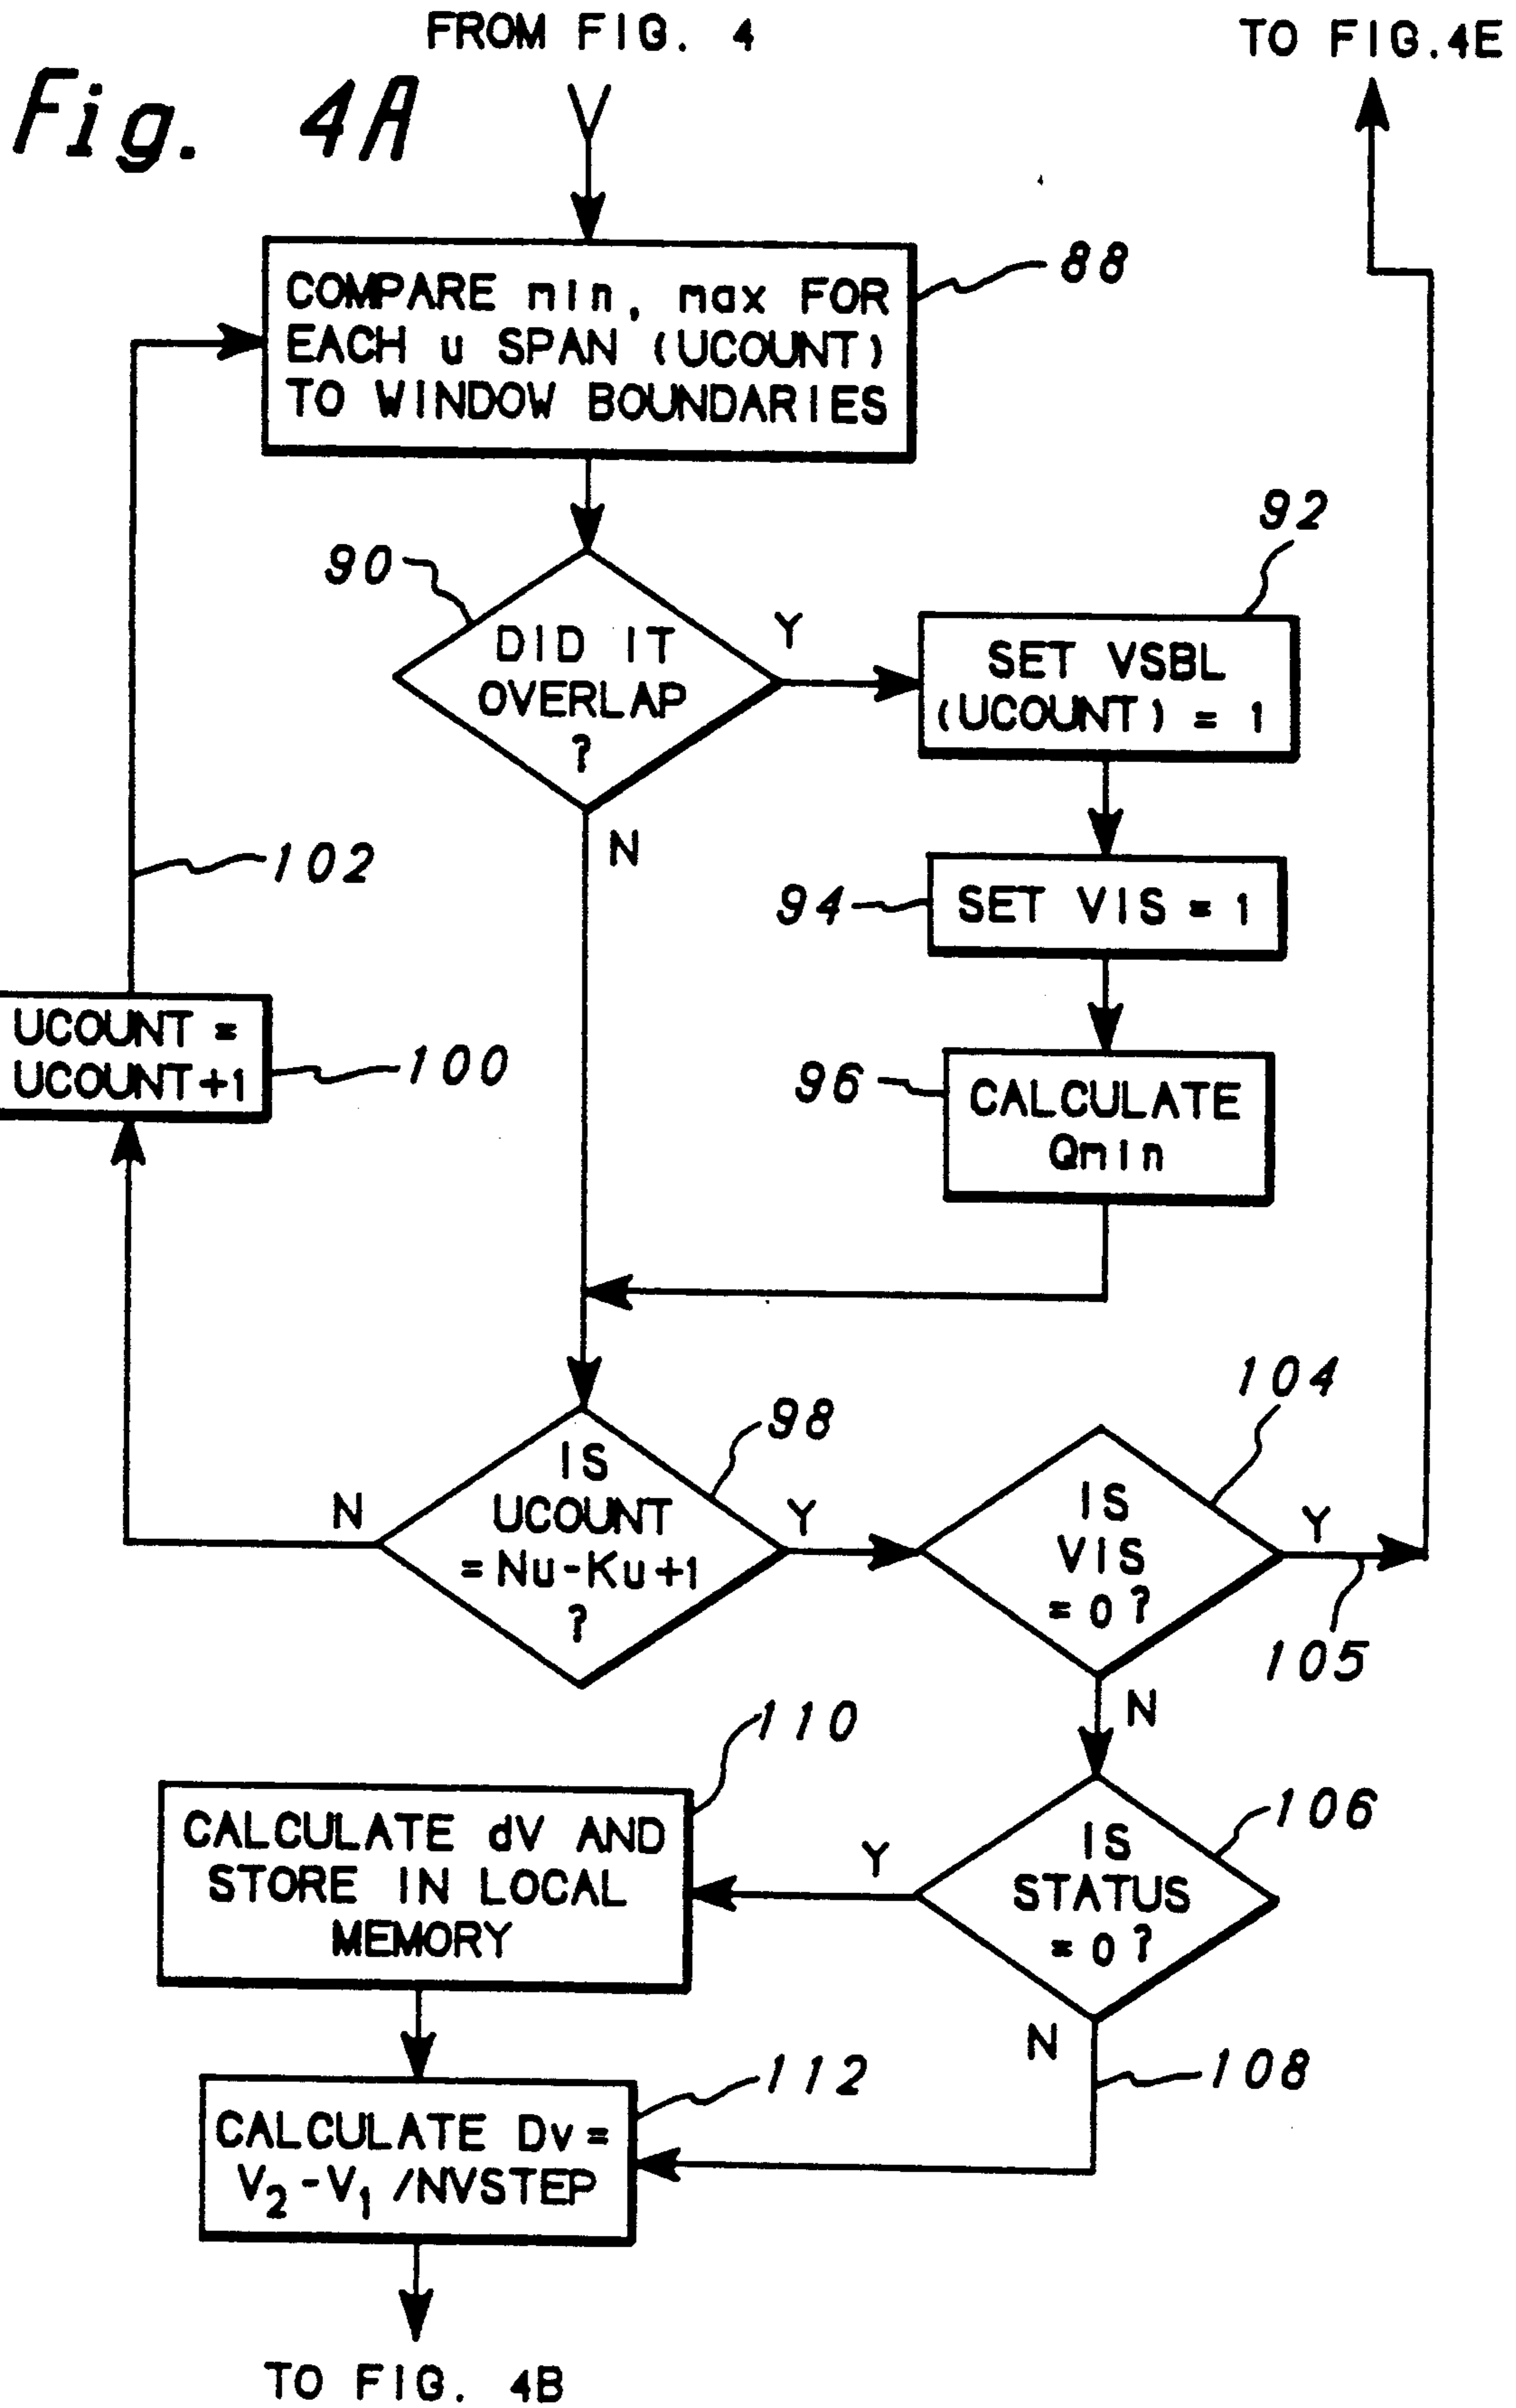 FROM FIG. 4
TO FIG.4E
Fig. 4A
COMPARE min, max FOR
EACH u SPAN (UCOUNT)
TO WINDOW BOUNDARIES
88
90
DID IT
OVERLAP
?
Y
92
SET VSBL
(UCOUNT) = 1
N
102
94
SET VIS = 1
UCOUNT =
UCOUNT+1
100
96
CALCULATE
Qmin
98
IS
UCOUNT
=Nu-Ku+1
?
N
Y
104
IS
VIS
=0?
Y
105
N
110
CALCULATE dV AND
STORE IN LOCAL
MEMORY
Y
106
IS
STATUS
=0?
N
108
112
CALCULATE Dv=
V2-V1/NVSTEP
TO FIG. 4B